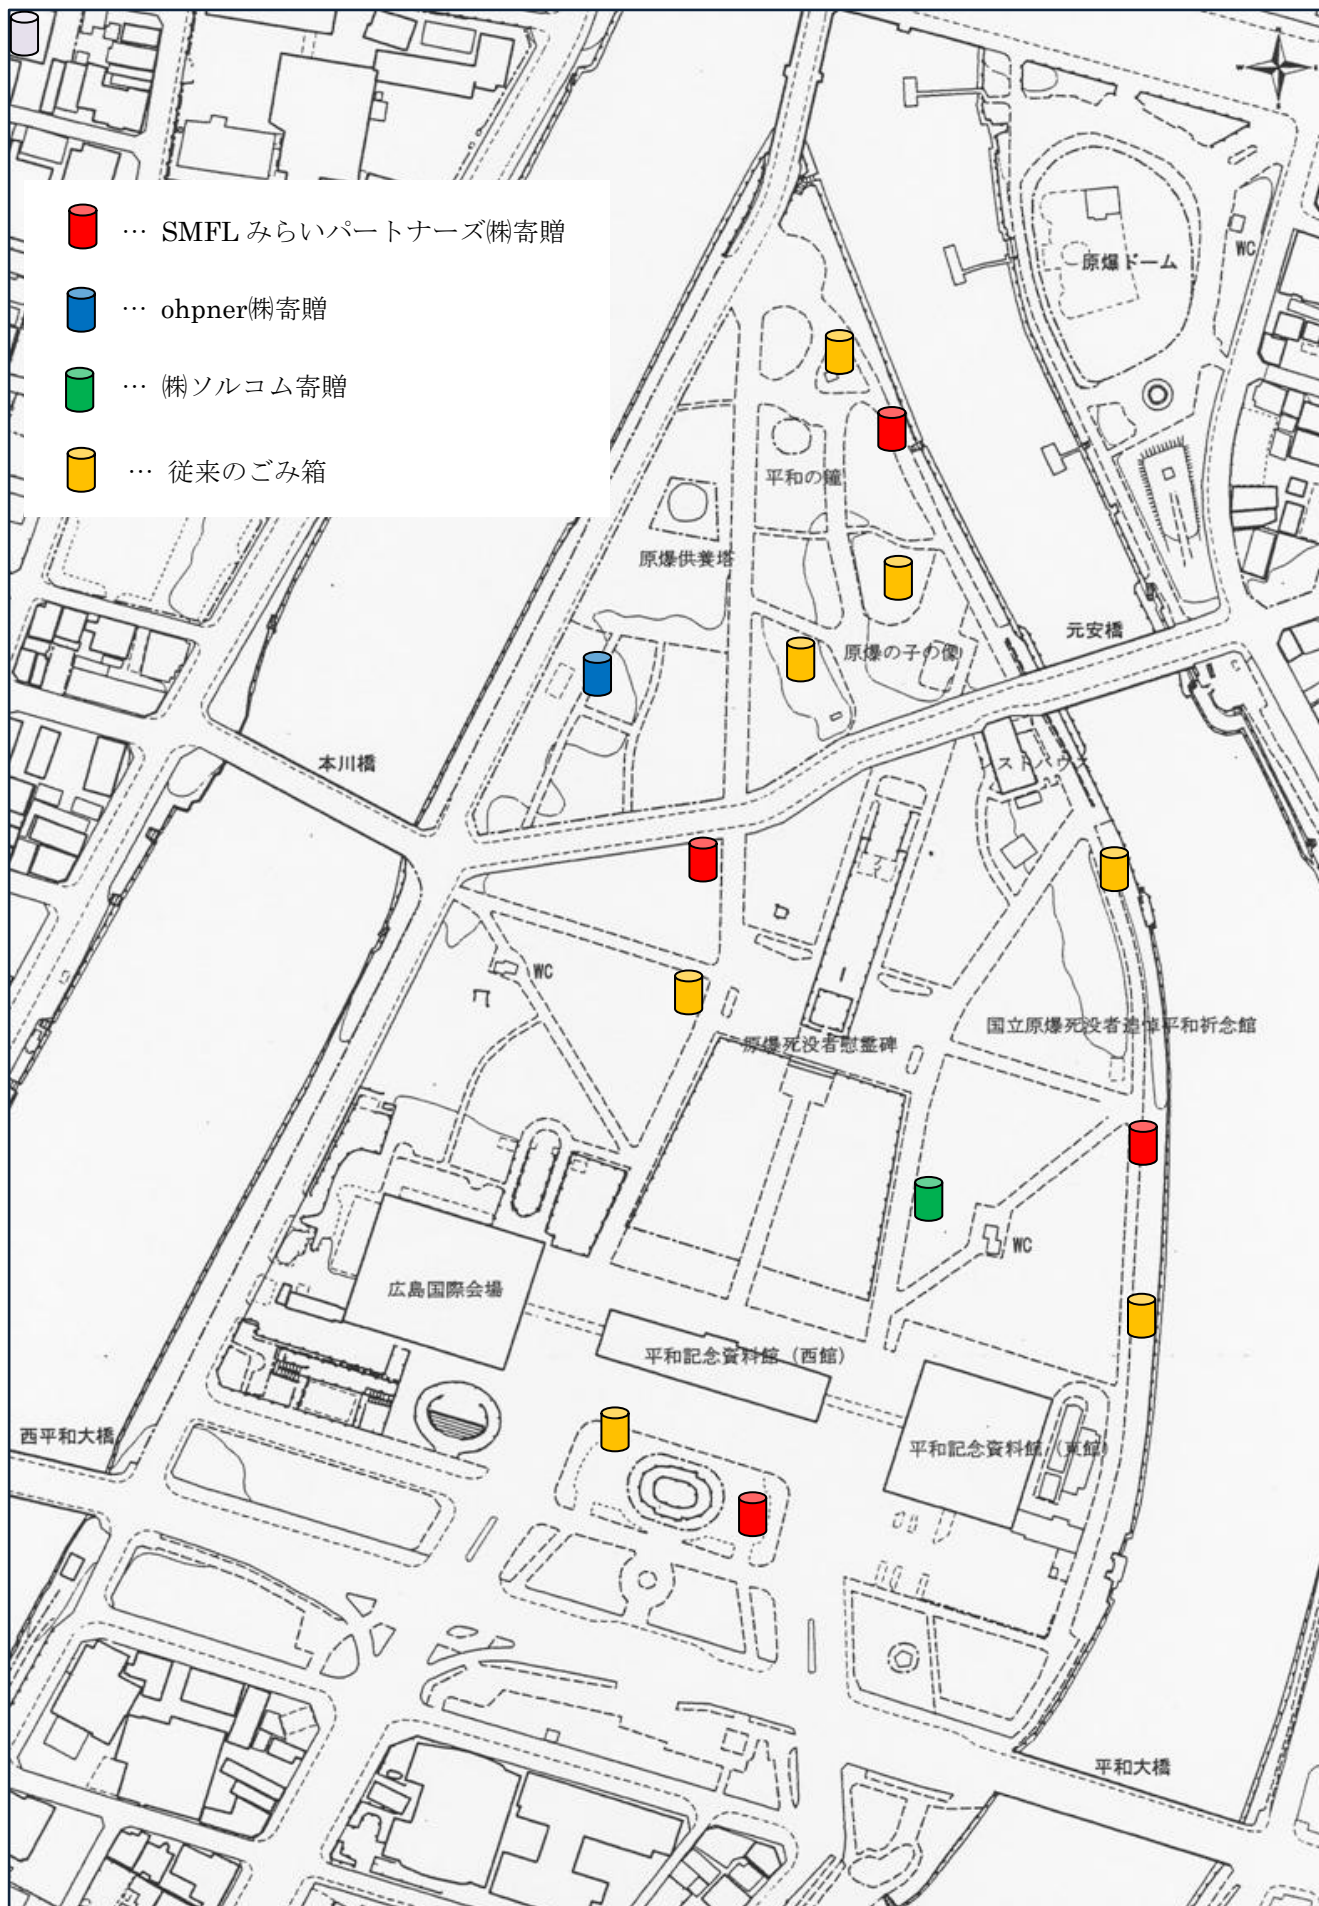 … SMFL みらいパートナーズ㈱寄贈
… ohpner㈱寄贈
… ㈱ソルコム寄贈
… 従来のごみ箱
原爆ドーム
WC
平和の鐘
原爆供養塔
元安橋
原爆の子の像
本川橋
レストハウス
WC
国立原爆死没者追悼平和祈念館
原爆死没者慰霊碑
WC
広島国際会場
平和記念資料館（西館）
西平和大橋
平和記念資料館（東館）
平和大橋